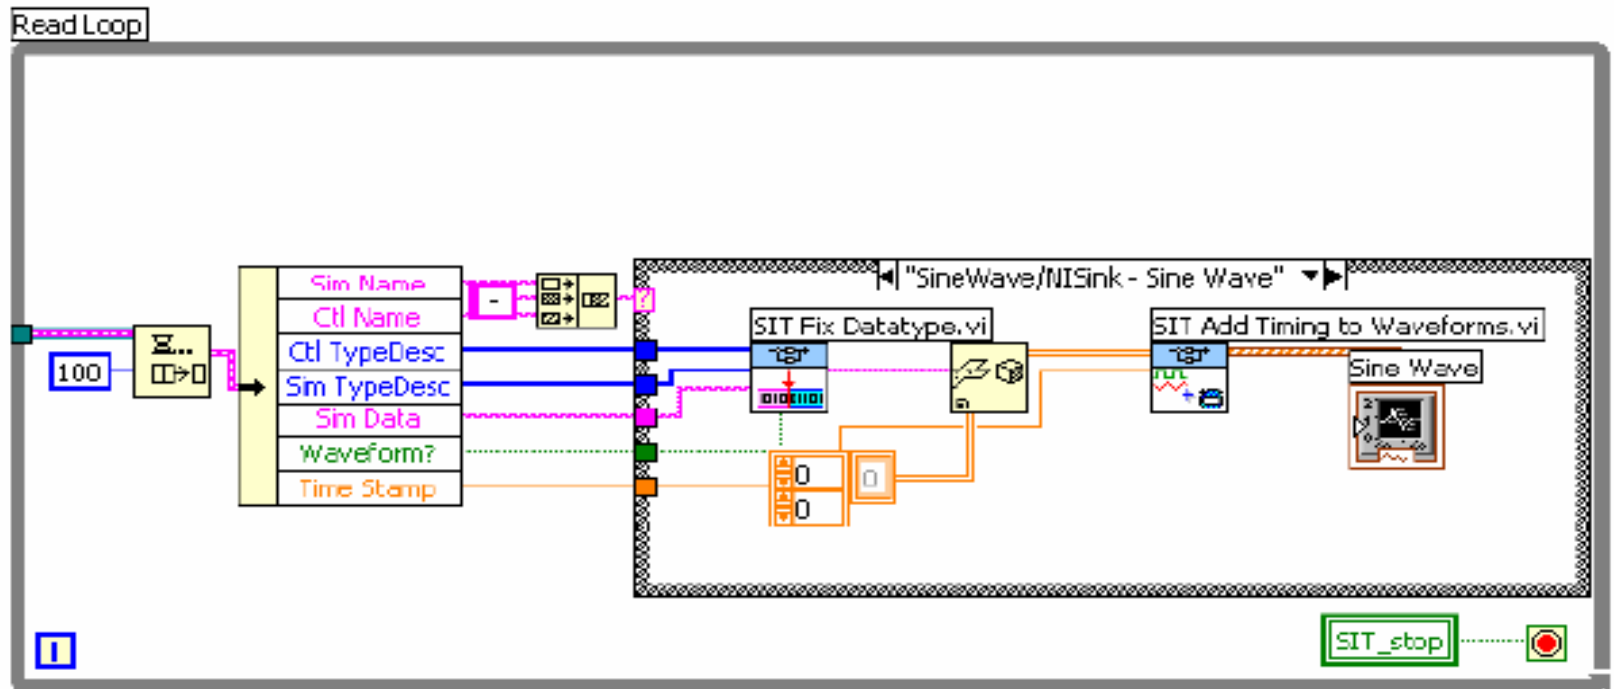 Read Loop
Sim Name
"SineWave/NISink - Sine Wave"
-
Ctl Name
SIT Fix Datatype.vi
SIT Add Timing to Waveforms.vi
Ctl TypeDesc
100
Sine Wave
Sim TypeDesc
Sim Data
Waveform?
0
0
Time Stamp
0
SIT_stop